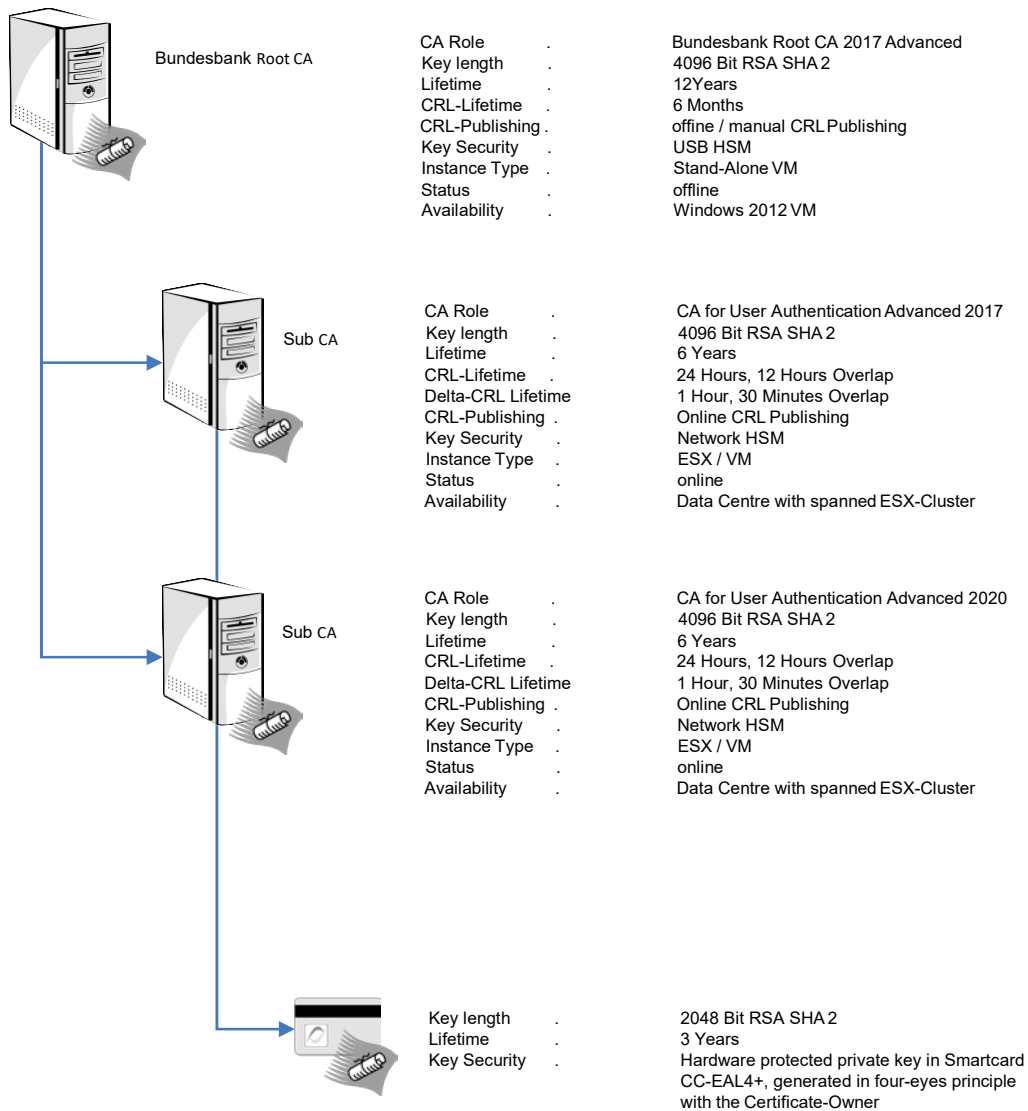 Bundesbank Root CA
CA Role . Bundesbank Root CA 2017 Advanced
Key length . 4096 Bit RSA SHA 2
Lifetime . 12Years
CRL-Lifetime . 6 Months
CRL-Publishing . offine / manual CRL Publishing
Key Security . USB HSM
Instance Type . Stand-Alone VM
Status . offline
Availability . Windows 2012 VM
Sub CA
CA Role . CA for User Authentication Advanced 2017
Key length . 4096 Bit RSA SHA 2
Lifetime . 6 Years
CRL-Lifetime . 24 Hours, 12 Hours Overlap
Delta-CRL Lifetime 1 Hour, 30 Minutes Overlap
CRL-Publishing . Online CRL Publishing
Key Security . Network HSM
Instance Type . ESX / VM
Status . online
Availability . Data Centre with spanned ESX-Cluster
Sub CA
CA Role . CA for User Authentication Advanced 2020
Key length . 4096 Bit RSA SHA 2
Lifetime . 6 Years
CRL-Lifetime . 24 Hours, 12 Hours Overlap
Delta-CRL Lifetime 1 Hour, 30 Minutes Overlap
CRL-Publishing . Online CRL Publishing
Key Security . Network HSM
Instance Type . ESX / VM
Status . online
Availability . Data Centre with spanned ESX-Cluster
Key length . 2048 Bit RSA SHA 2
Lifetime . 3 Years
Key Security . Hardware protected private key in Smartcard
CC-EAL4+, generated in four-eyes principle
with the Certificate-Owner